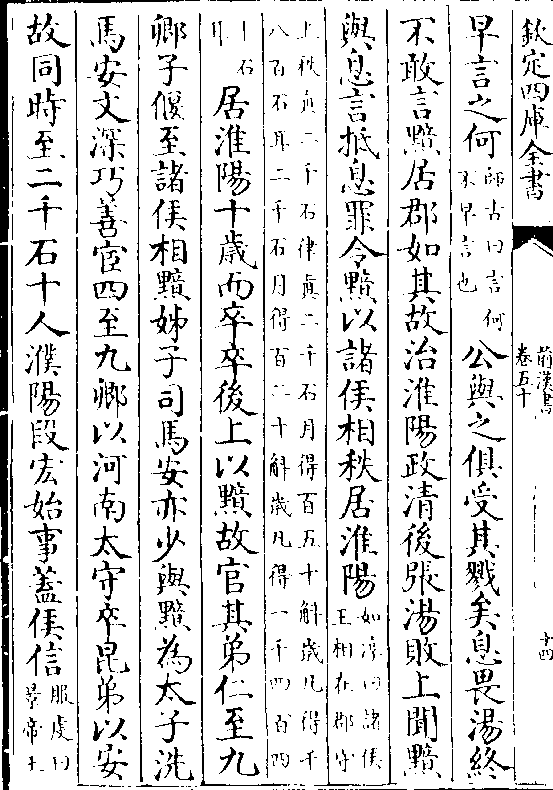 欽定四庫全書
前漢書
卷五十
十四
早言之何師古曰言何不早言也公與之俱受其戮矣息畏湯終
不敢言黯居郡如其故治淮陽政清後張湯敗上聞黯
與息言抵息罪令黯以諸侯相秩居淮陽如淳曰諸侯王相在郡守
上秩真二千石律真二千石月得百五十斛歲凡得千八百石耳二千石月得百二十斛歲凡得一千四百四
十石耳居淮陽十歲而卒卒後上以黯故官其弟仁至九
卿子偃至諸侯相黯姊子司馬安亦少與黯為太子洗
馬安文深巧善宦四至九卿以河南太守卒昆弟以安
故同時至二千石十人濮陽段宏始事蓋侯信服虔曰景帝王